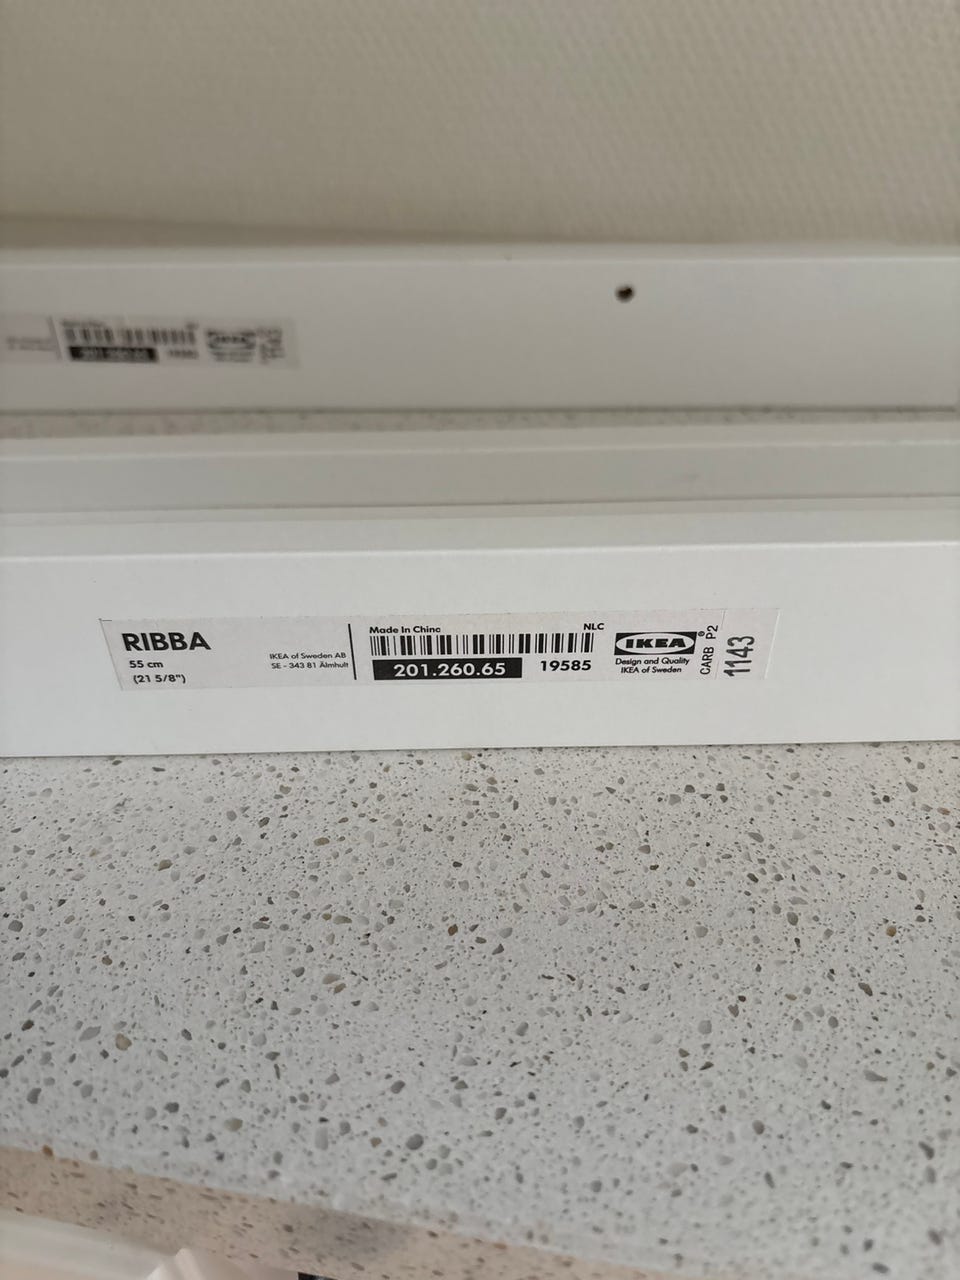 RIBBA
55 cm
(21 5/8")
IKEA of Sweden AB
SE - 343 81 Älmhult
Made In China
NLC
201.260.65
19585
IKEA®
Design and Quality
IKEA of Sweden
CARB P2
1143